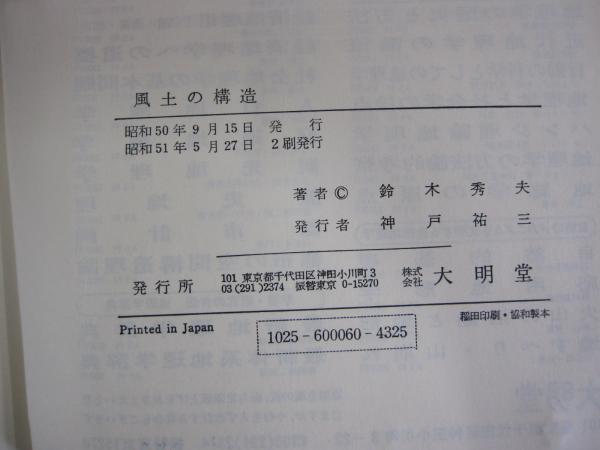 風土の構造
昭和50年9月15日 発行
昭和51年5月27日 2刷発行
著者 © 鈴木秀夫
発行者 神戸祐三
発行所 101 東京都千代田区神田小川町3 株式会社 大明堂
03(291)2374 振替東京 0-15270
Printed in Japan
稲田印刷・協和製本
1025-600060-4325